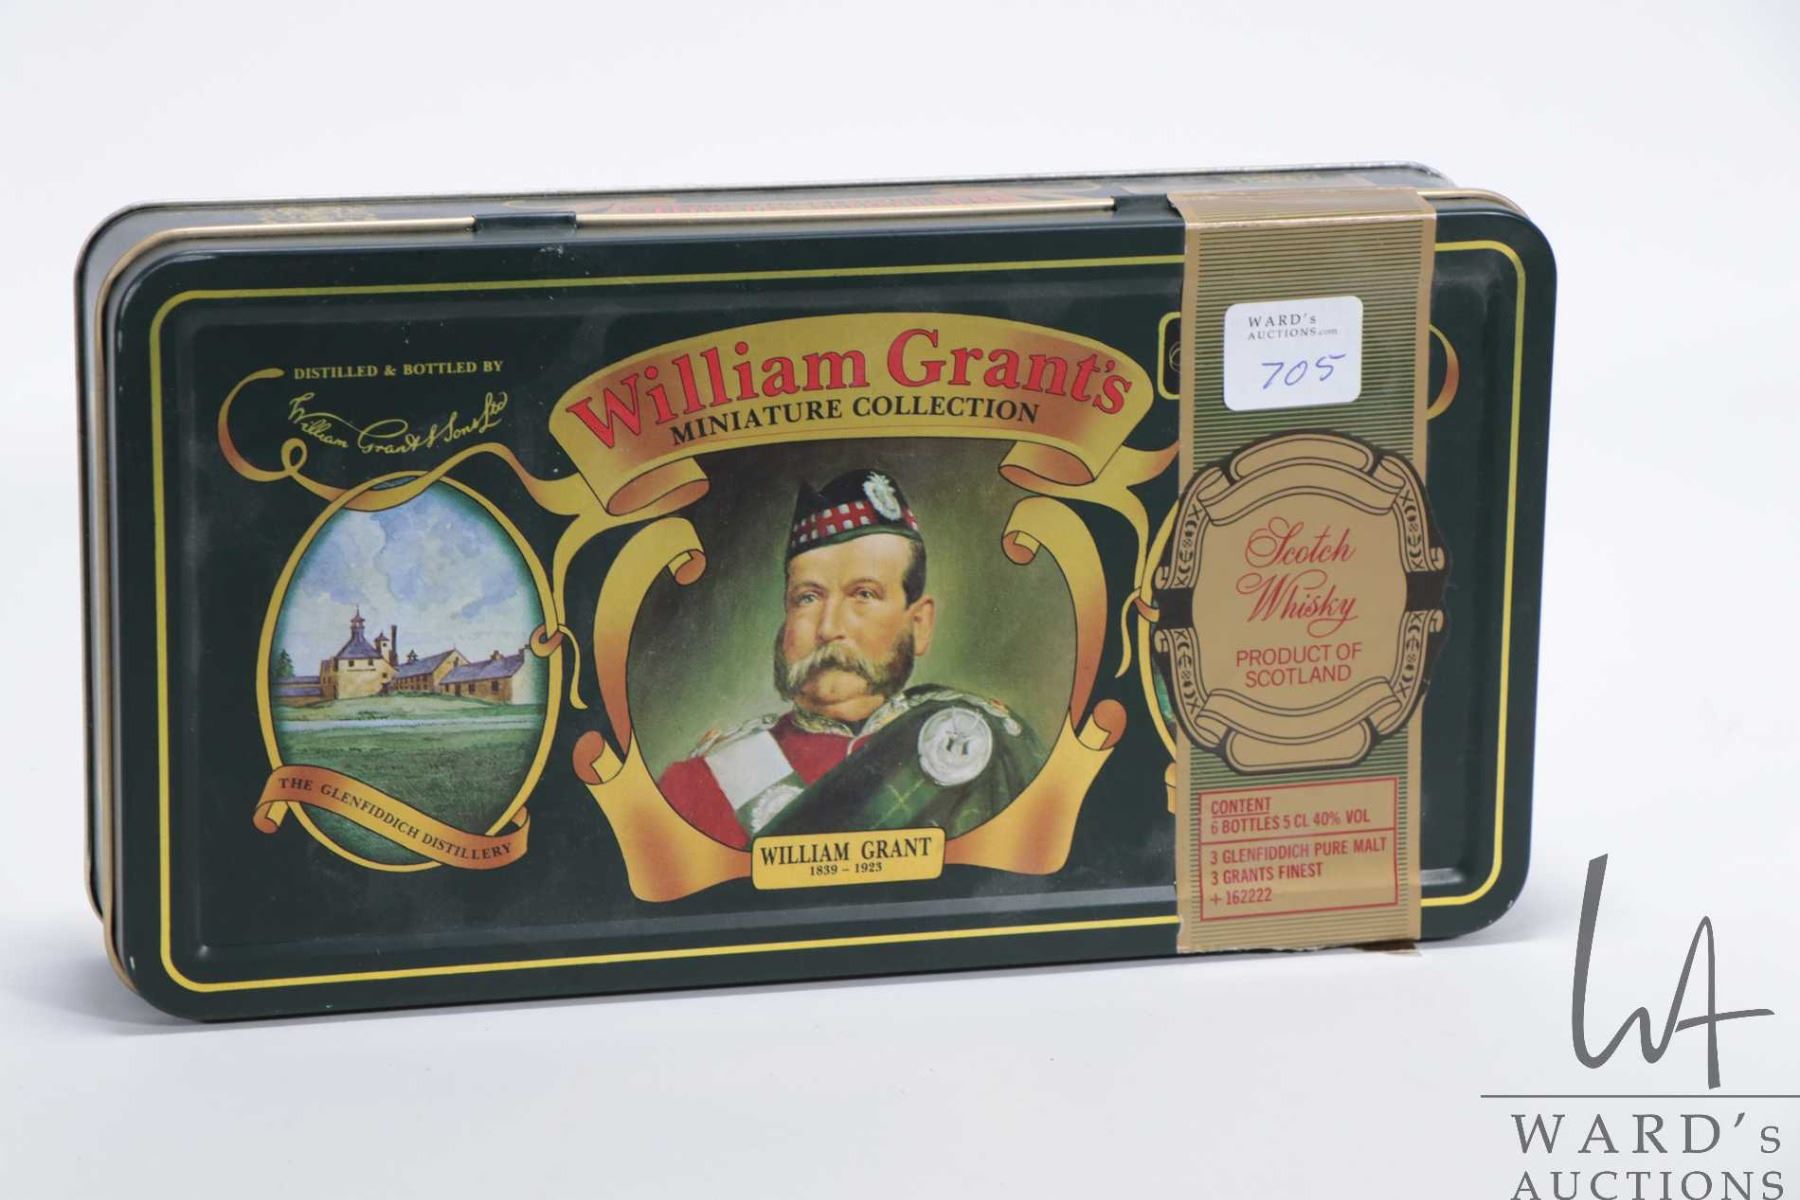 DISTILLED & BOTTLED BY
William Grant & Sons Ltd
William Grant's
MINIATURE COLLECTION
THE GLENFIDDICH DISTILLERY
WILLIAM GRANT
1839 - 1923
WARD's
AUCTIONS.com
705
Scotch
Whisky
PRODUCT OF
SCOTLAND
CONTENT
6 BOTTLES 5 CL 40% VOL
3 GLENFIDDICH PURE MALT
3 GRANTS FINEST
+ 162222
WA
WARD's
AUCTIONS